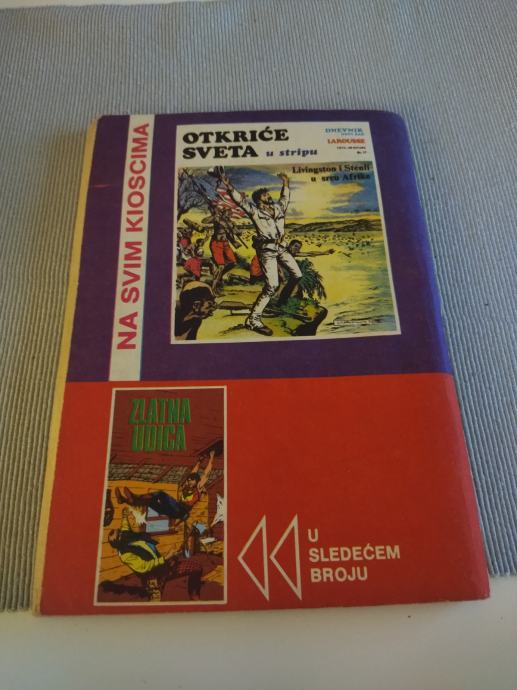 NA SVIM KIOSCIMA
OTKRIĆE
SVETA u stripu
DNEVNIK
LAROUSSE
Livingston i Stenli
u srcu Afrike
ZLATNA
UDICA
U
SLEDEĆEM
BROJU